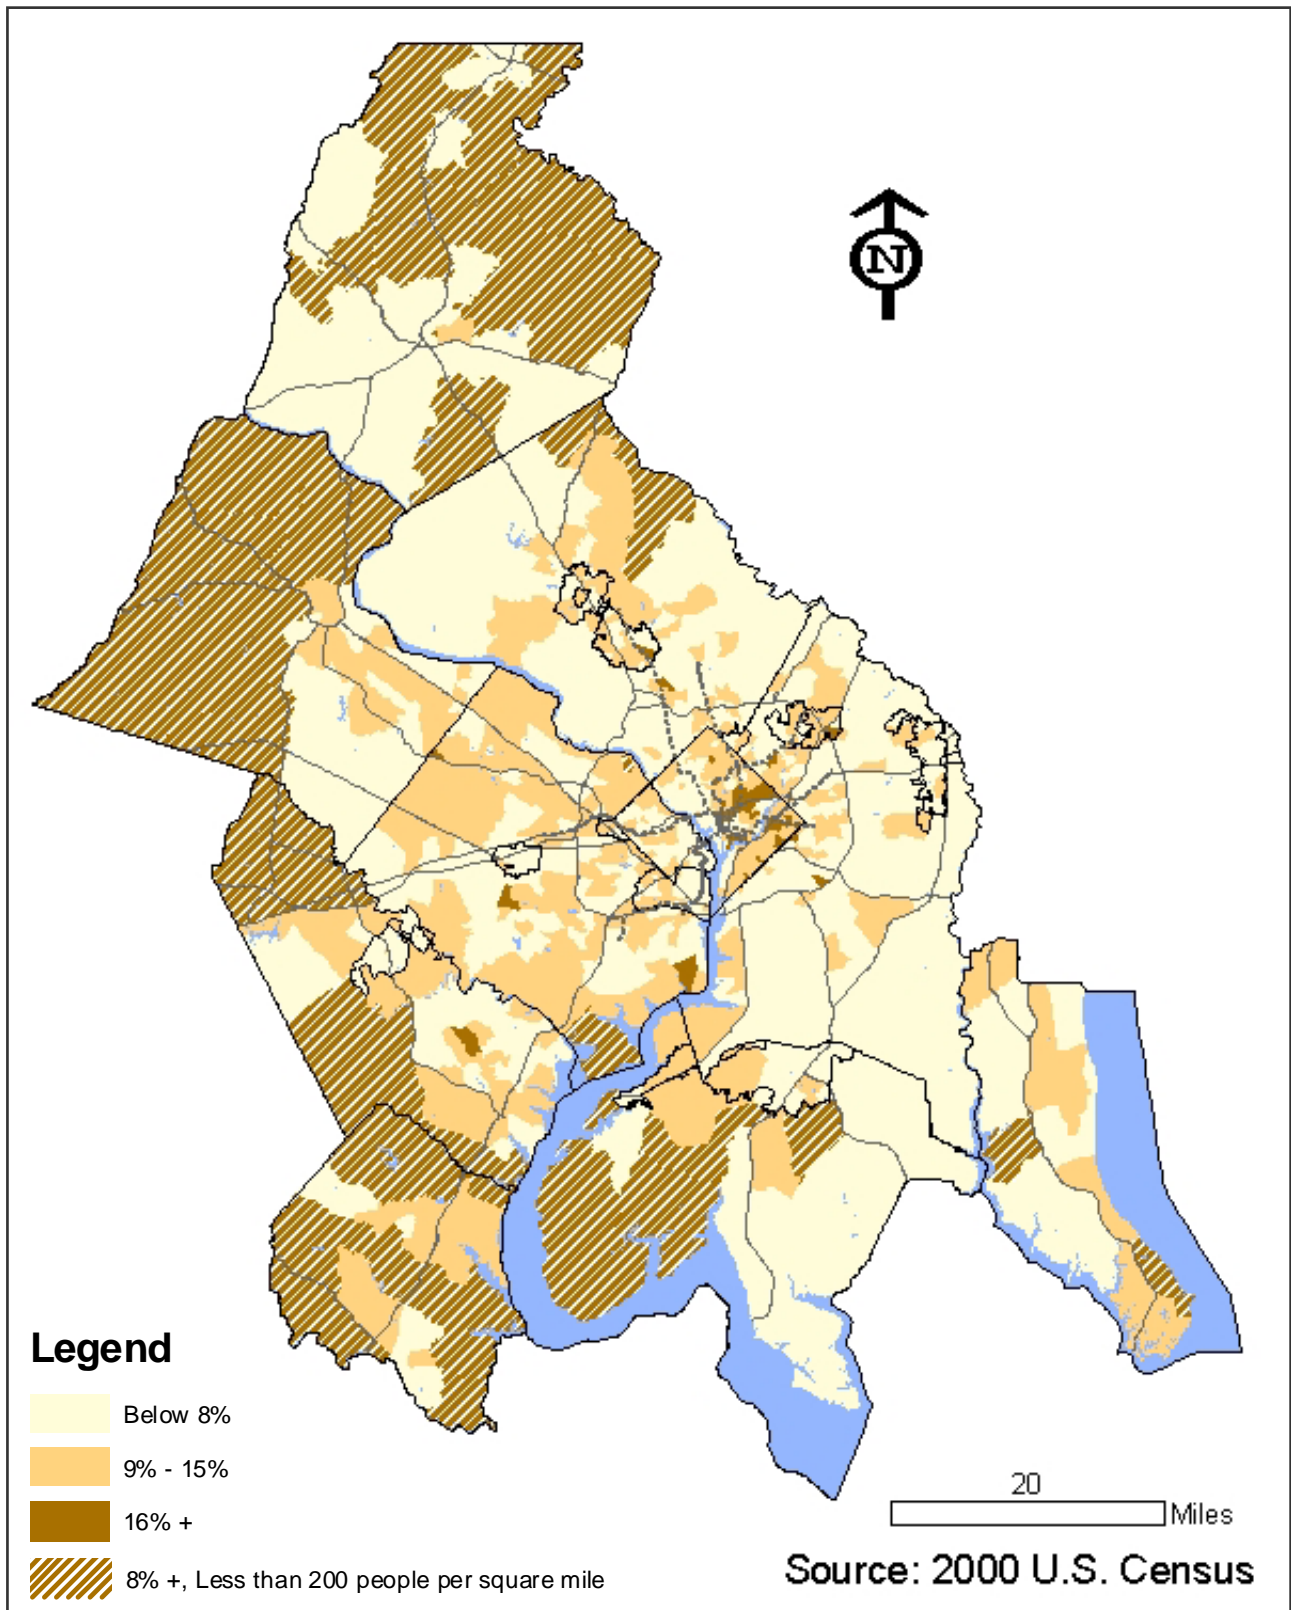 N
Legend
Below 8%
9% - 15%
16% +
8% +, Less than 200 people per square mile
20
Miles
Source: 2000 U.S. Census